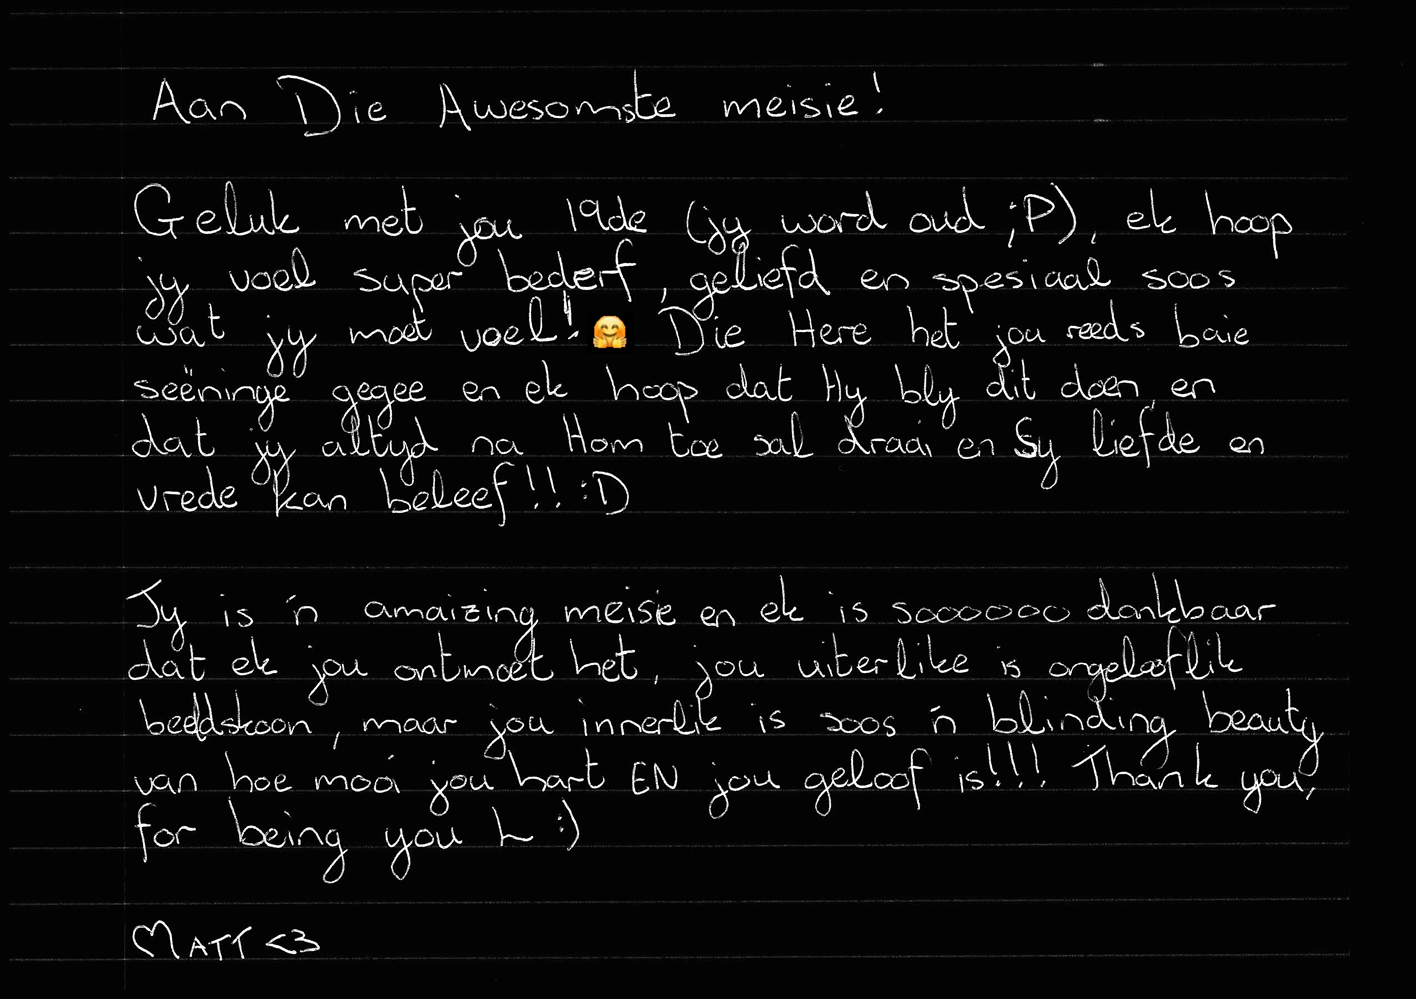 Aan Die Awesomste meisie!
Geluk met jou 19de (jy word oud ;P), ek hoop
jy voel super bederf, geliefd en spesiaal soos
wat jy moet voel! 🤗 Die Here het jou reeds baie
seëninge gegee en ek hoop dat Hy bly dit doen, en
dat jy altyd na Hom toe sal draai en Sy liefde en
vrede kan beleef!! :D
Jy is 'n amaizing meisie en ek is soooooo dankbaar
dat ek jou ontmoet het, jou uiterlike is ongelooflik
beeldskoon, maar jou innerlik is soos 'n blinding beauty
van hoe mooi jou hart EN jou geloof is!!! Thank you,
for being you L :)
MATT <3